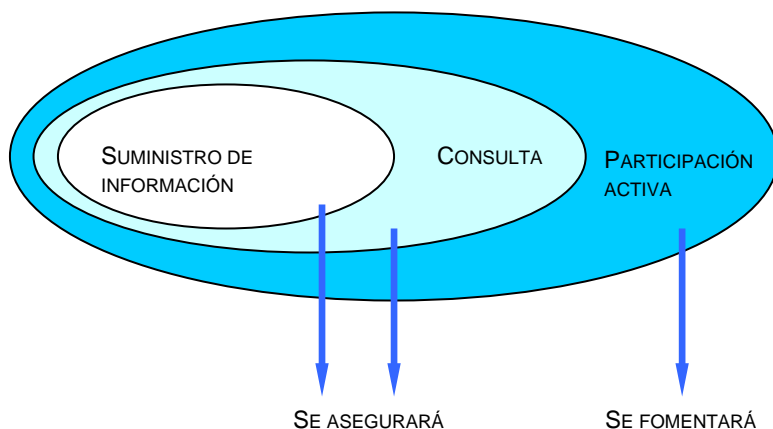 SUMINISTRO DE
INFORMACIÓN
CONSULTA
PARTICIPACIÓN
ACTIVA
SE ASEGURARÁ
SE FOMENTARÁ